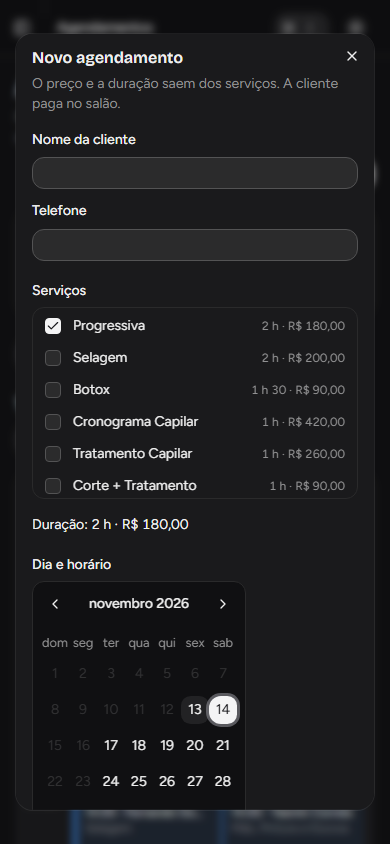 Agendamentos
Novo agendamento
O preço e a duração saem dos serviços. A cliente
paga no salão.
Nome da cliente
Telefone
Serviços
Progressiva 2 h · R$ 180,00
Selagem 2 h · R$ 200,00
Botox 1 h 30 · R$ 90,00
Cronograma Capilar 1 h · R$ 420,00
Tratamento Capilar 1 h · R$ 260,00
Corte + Tratamento 1 h · R$ 90,00
Duração: 2 h · R$ 180,00
Dia e horário
novembro 2026
dom seg ter qua qui sex sab
1 2 3 4 5 6 7
8 9 10 11 12 13 14
15 16 17 18 19 20 21
22 23 24 25 26 27 28